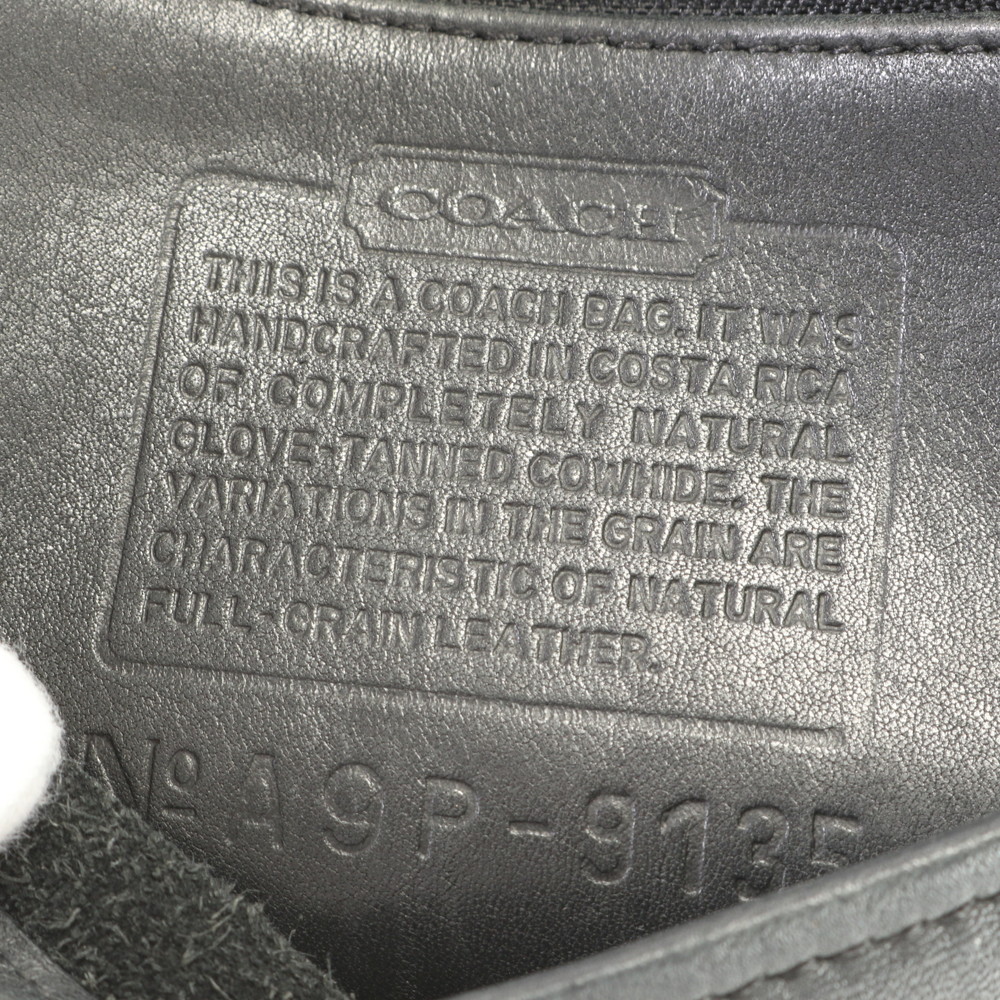 COACH
THIS IS A COACH BAG. IT WAS
HANDCRAFTED IN COSTA RICA
OF COMPLETELY NATURAL
GLOVE-TANNED COWHIDE. THE
VARIATIONS IN THE GRAIN ARE
CHARACTERISTIC OF NATURAL
FULL-GRAIN LEATHER.
Nº A9P-9135